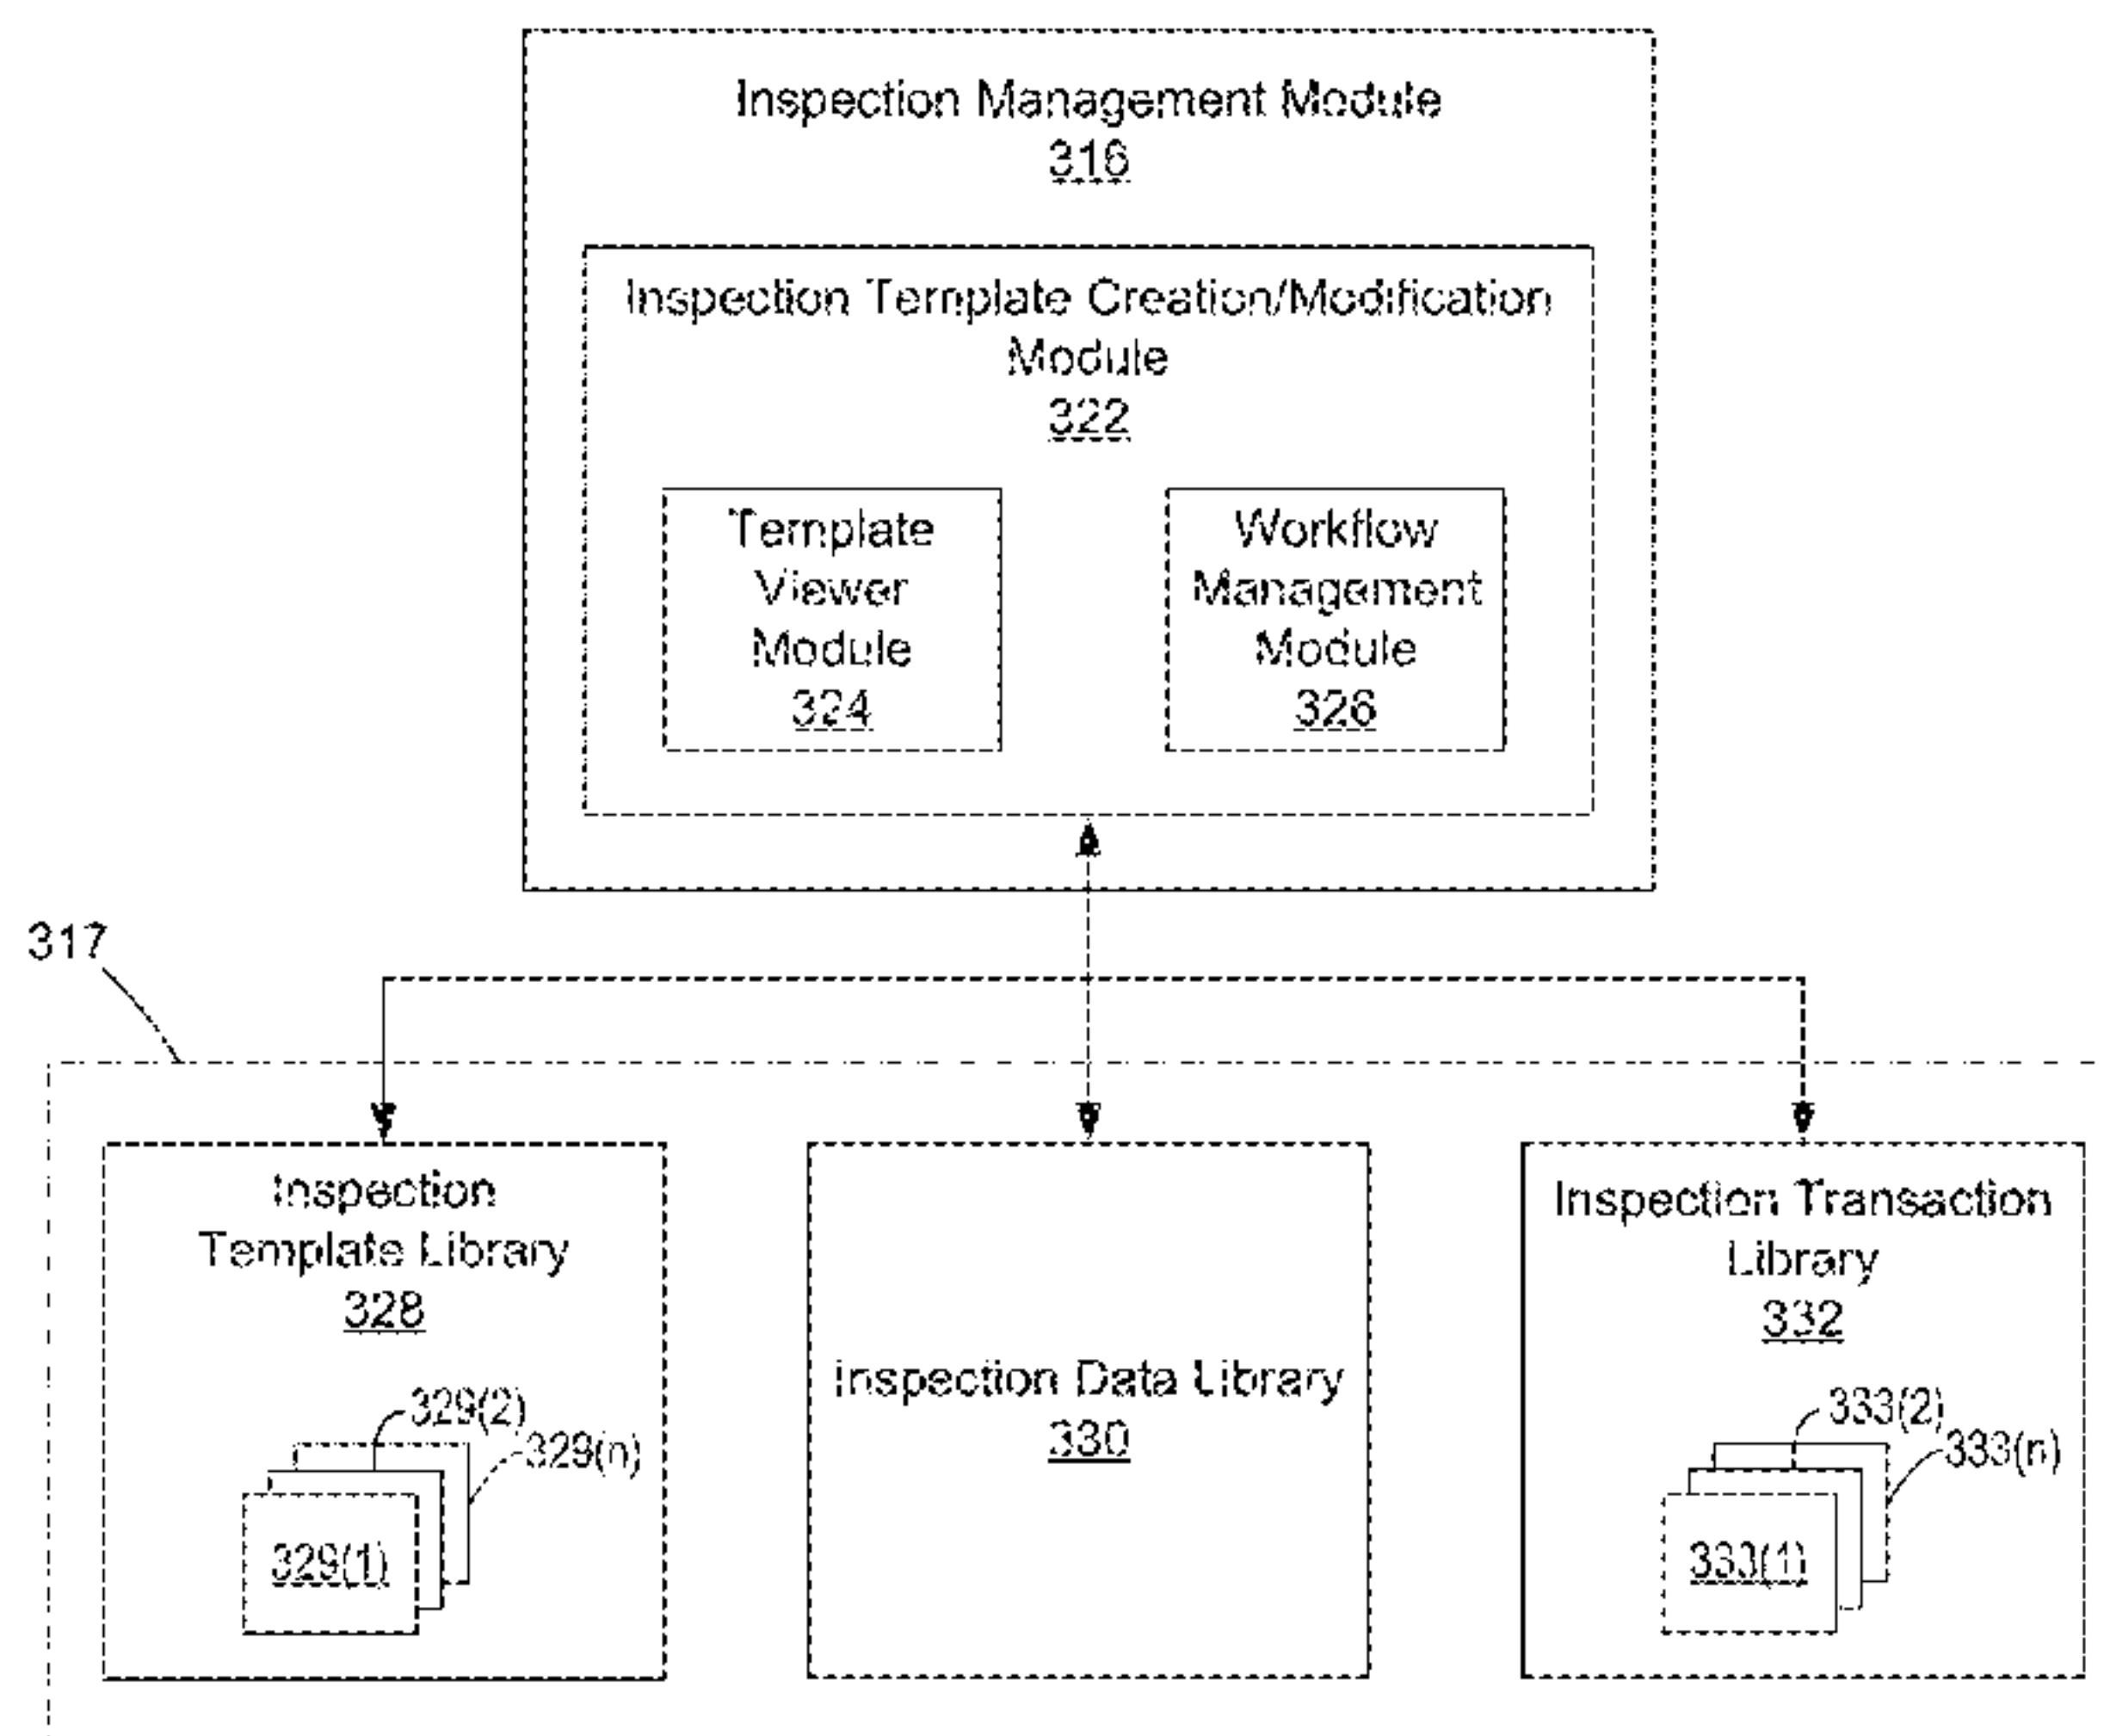 Inspection Management Module
316
Inspection Template Creation/Modification
Module
322
Template
Viewer
Module
324
Workflow
Management
Module
326
317
Inspection
Template Library
328
329(2)
329(n)
329(1)
Inspection Data Library
330
Inspection Transaction
Library
332
333(2)
333(n)
333(1)